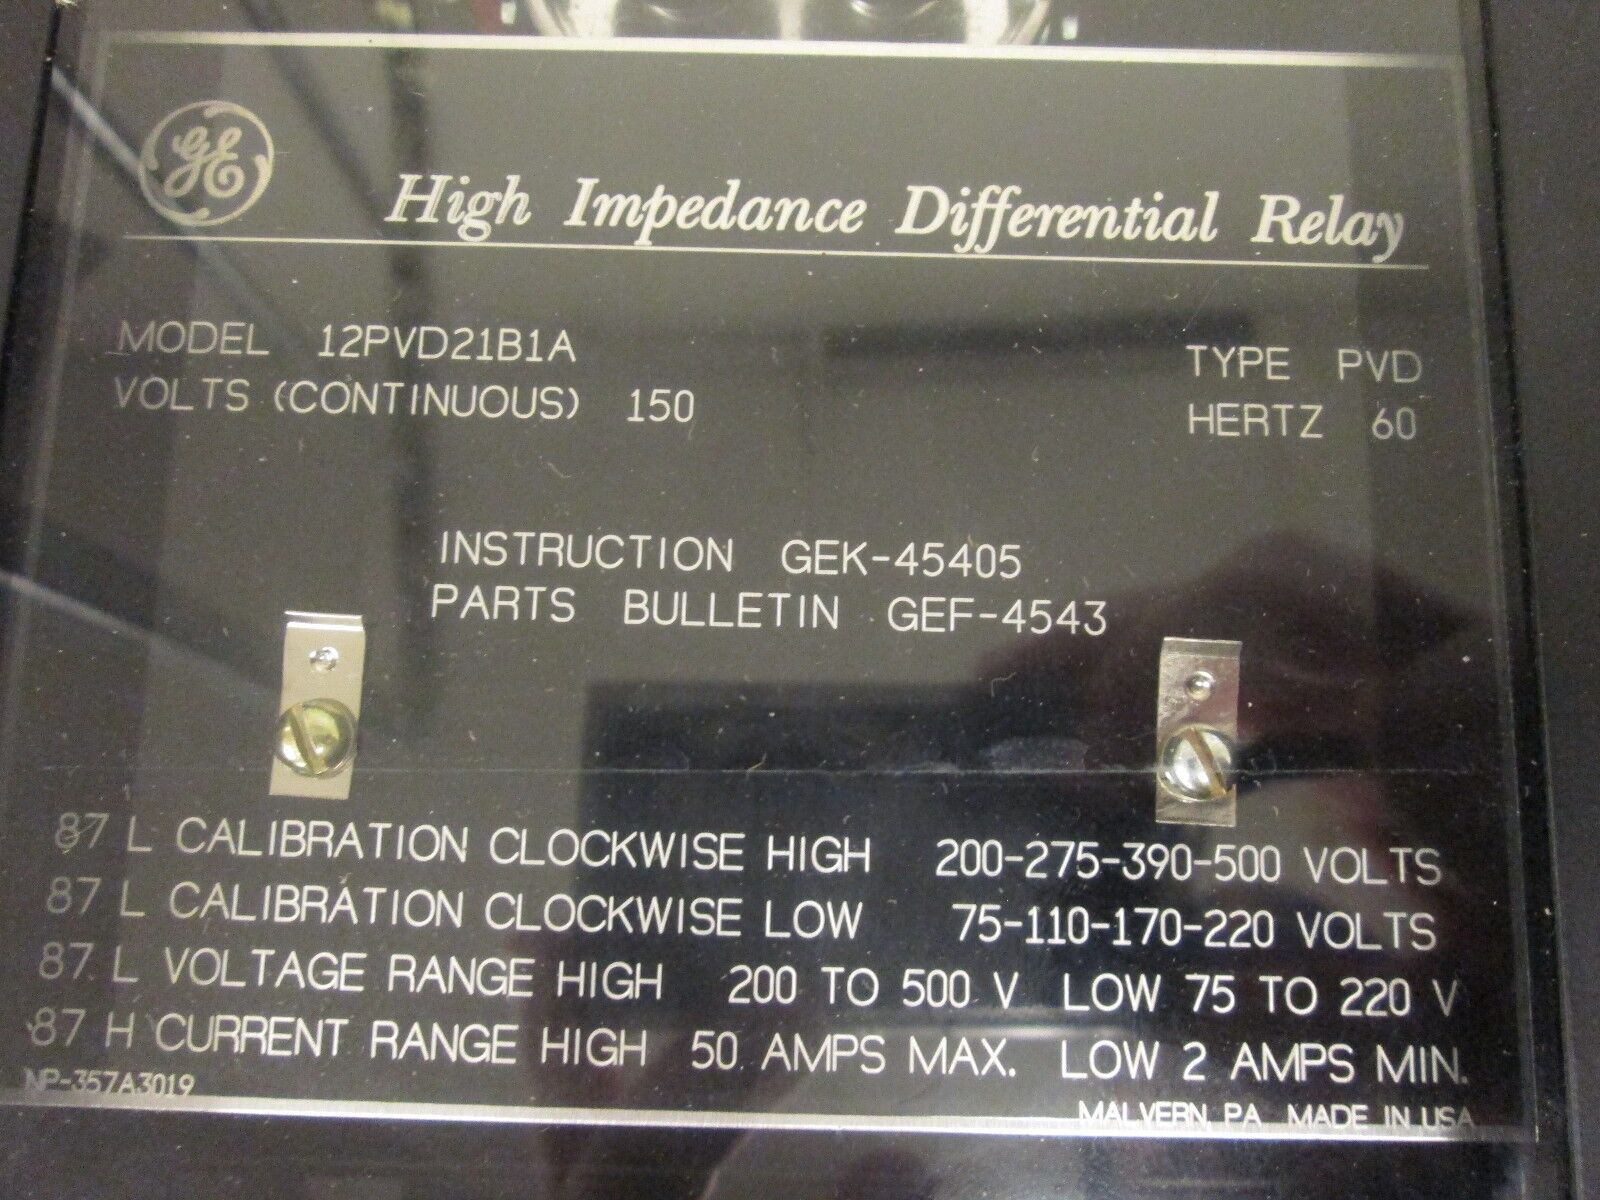 GE High Impedance Differential Relay
MODEL 12PVD21B1A TYPE PVD
VOLTS (CONTINUOUS) 150 HERTZ 60
INSTRUCTION GEK-45405
PARTS BULLETIN GEF-4543
87 L CALIBRATION CLOCKWISE HIGH 200-275-390-500 VOLTS
87 L CALIBRATION CLOCKWISE LOW 75-110-170-220 VOLTS
87 L VOLTAGE RANGE HIGH 200 TO 500 V LOW 75 TO 220 V
87 H CURRENT RANGE HIGH 50 AMPS MAX. LOW 2 AMPS MIN.
NP-357A3019
MALVERN, PA MADE IN USA